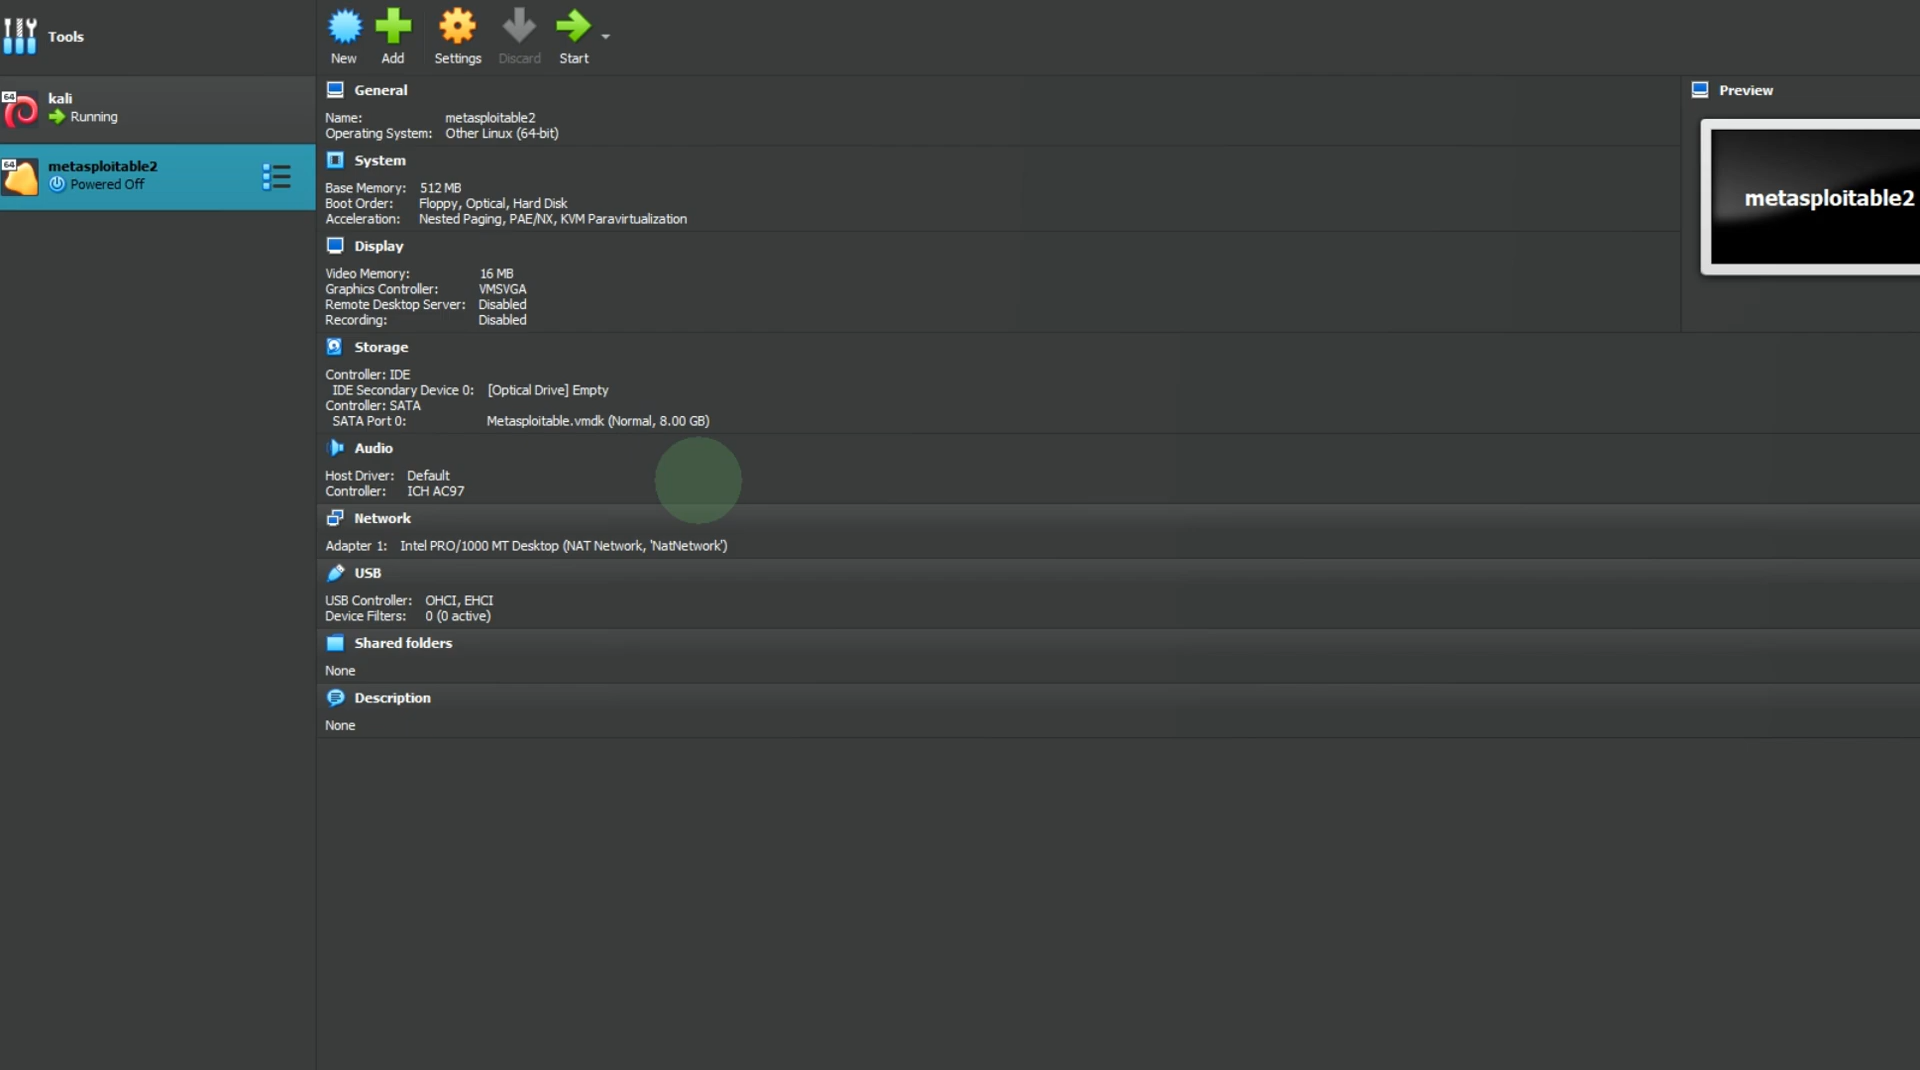 Tools
New
Add
Settings
Discard
Start
64
kali
Running
64
metasploitable2
Powered Off
General
Name: metasploitable2
Operating System: Other Linux (64-bit)
System
Base Memory: 512 MB
Boot Order: Floppy, Optical, Hard Disk
Acceleration: Nested Paging, PAE/NX, KVM Paravirtualization
Display
Video Memory: 16 MB
Graphics Controller: VMSVGA
Remote Desktop Server: Disabled
Recording: Disabled
Storage
Controller: IDE
IDE Secondary Device 0: [Optical Drive] Empty
Controller: SATA
SATA Port 0: Metasploitable.vmdk (Normal, 8.00 GB)
Audio
Host Driver: Default
Controller: ICH AC97
Network
Adapter 1: Intel PRO/1000 MT Desktop (NAT Network, 'NatNetwork')
USB
USB Controller: OHCI, EHCI
Device Filters: 0 (0 active)
Shared folders
None
Description
None
Preview
metasploitable2